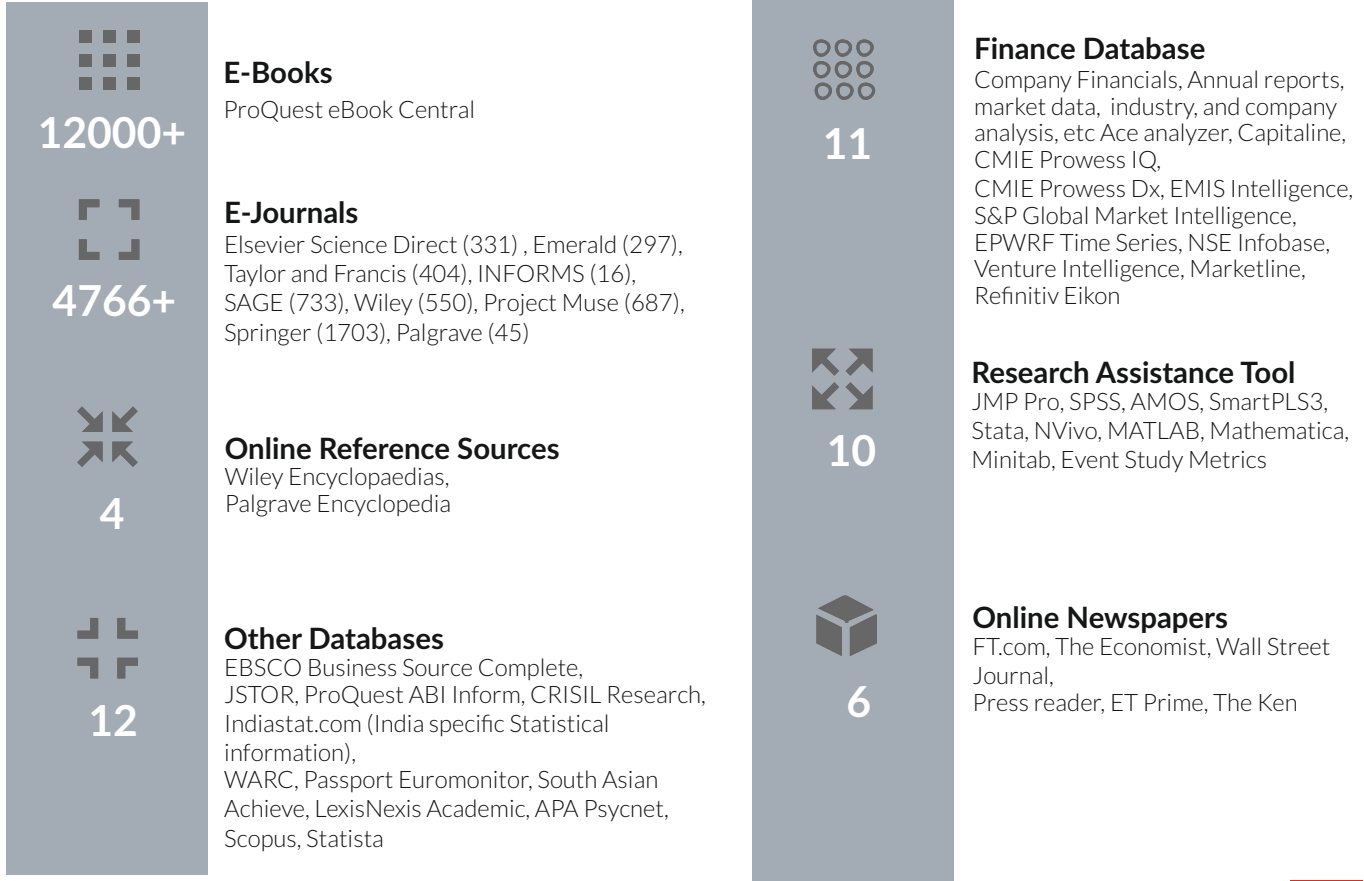 12000+
E-Books
ProQuest eBook Central
4766+
E-Journals
Elsevier Science Direct (331) , Emerald (297),
Taylor and Francis (404), INFORMS (16),
SAGE (733), Wiley (550), Project Muse (687),
Springer (1703), Palgrave (45)
4
Online Reference Sources
Wiley Encyclopaedias,
Palgrave Encyclopedia
12
Other Databases
EBSCO Business Source Complete,
JSTOR, ProQuest ABI Inform, CRISIL Research,
Indiastat.com (India specific Statistical
information),
WARC, Passport Euromonitor, South Asian
Achieve, LexisNexis Academic, APA Psycnet,
Scopus, Statista
11
Finance Database
Company Financials, Annual reports,
market data, industry, and company
analysis, etc Ace analyzer, Capitaline,
CMIE Prowess IQ,
CMIE Prowess Dx, EMIS Intelligence,
S&P Global Market Intelligence,
EPWRF Time Series, NSE Infobase,
Venture Intelligence, Marketline,
Refinitiv Eikon
10
Research Assistance Tool
JMP Pro, SPSS, AMOS, SmartPLS3,
Stata, NVivo, MATLAB, Mathematica,
Minitab, Event Study Metrics
6
Online Newspapers
FT.com, The Economist, Wall Street
Journal,
Press reader, ET Prime, The Ken